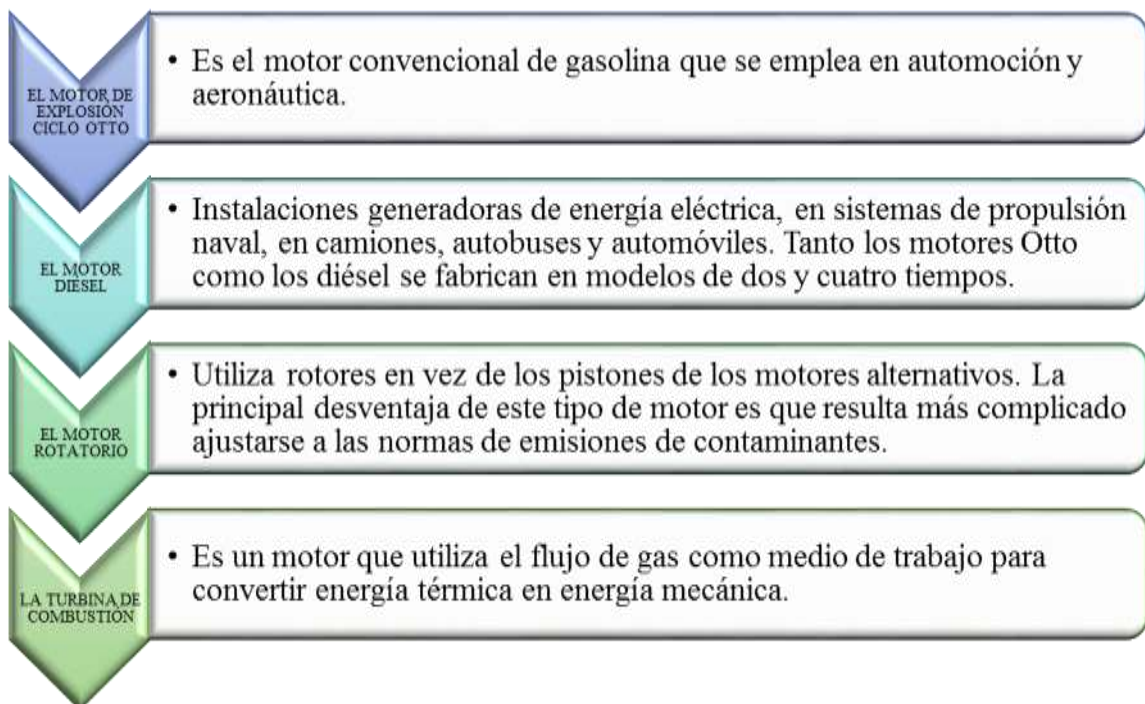 EL MOTOR DE
EXPLOSIÓN
CICLO OTTO
• Es el motor convencional de gasolina que se emplea en automoción y
aeronáutica.
EL MOTOR
DIÉSEL
• Instalaciones generadoras de energía eléctrica, en sistemas de propulsión
naval, en camiones, autobuses y automóviles. Tanto los motores Otto
como los diésel se fabrican en modelos de dos y cuatro tiempos.
EL MOTOR
ROTATORIO
• Utiliza rotores en vez de los pistones de los motores alternativos. La
principal desventaja de este tipo de motor es que resulta más complicado
ajustarse a las normas de emisiones de contaminantes.
LA TURBINA DE
COMBUSTIÓN
• Es un motor que utiliza el flujo de gas como medio de trabajo para
convertir energía térmica en energía mecánica.